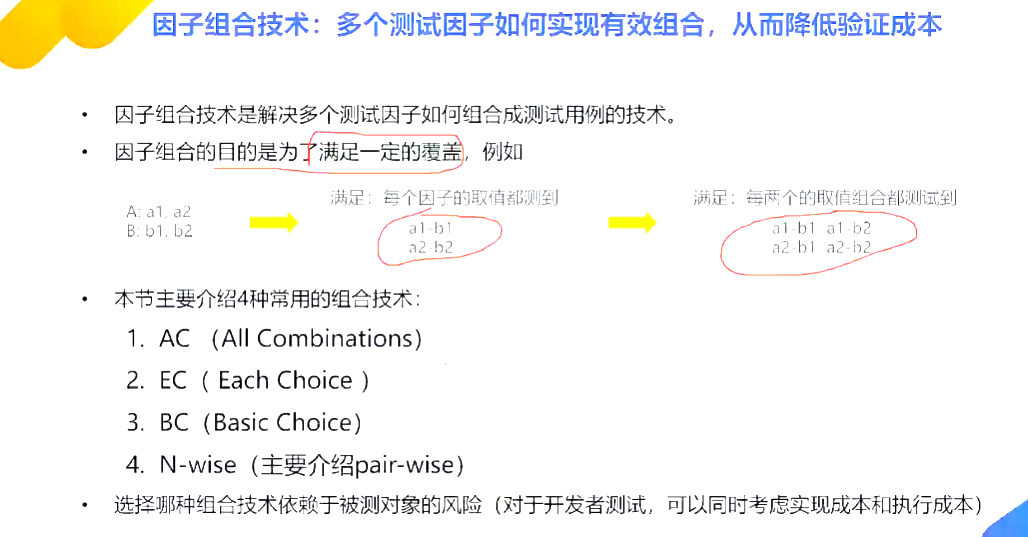 因子组合技术：多个测试因子如何实现有效组合，从而降低验证成本
• 因子组合技术是解决多个测试因子如何组合成测试用例的技术。
• 因子组合的目的是为了满足一定的覆盖，例如
A: a1, a2
B: b1, b2
满足：每个因子的取值都测到
a1-b1
a2-b2
满足：每两个的取值组合都测试到
a1-b1 a1-b2
a2-b1 a2-b2
• 本节主要介绍4种常用的组合技术：
1. AC （All Combinations）
2. EC（ Each Choice ）
3. BC（Basic Choice）
4. N-wise（主要介绍pair-wise）
• 选择哪种组合技术依赖于被测对象的风险（对于开发者测试，可以同时考虑实现成本和执行成本）